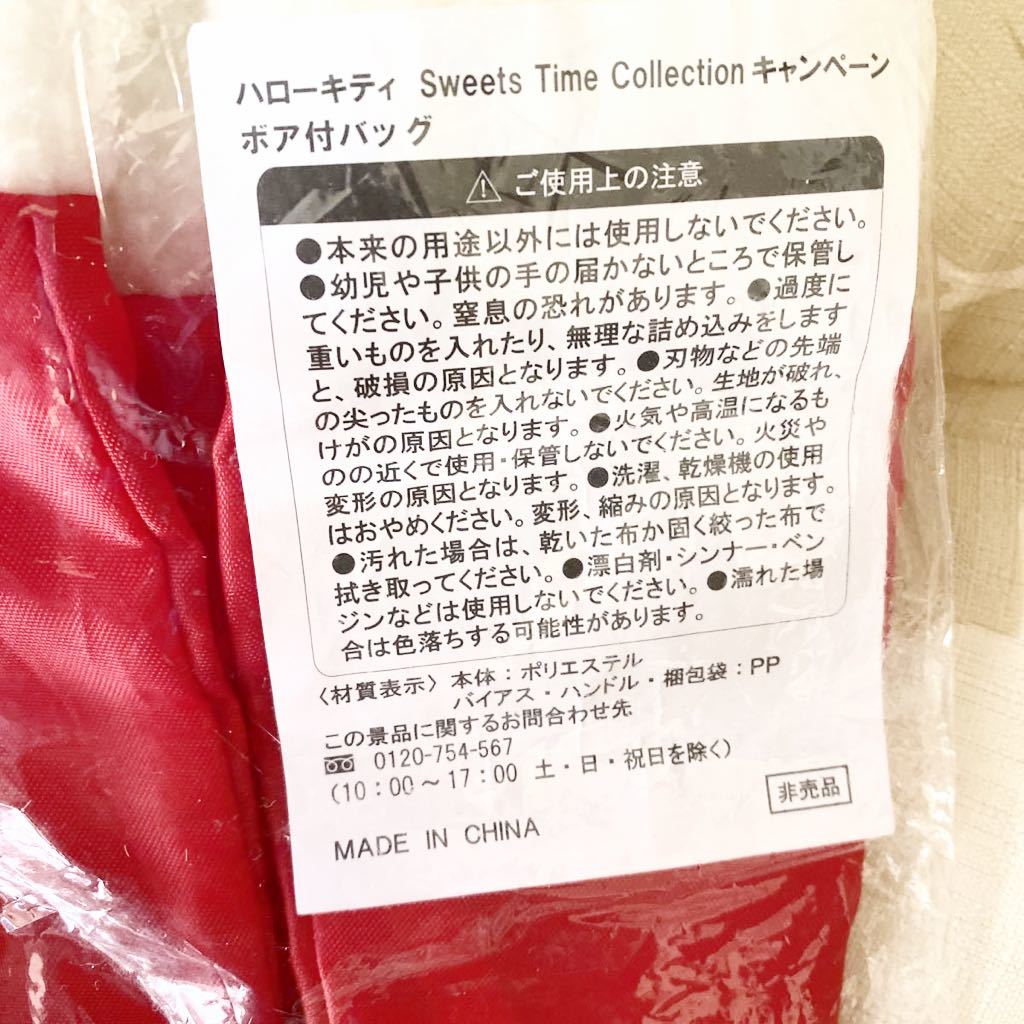 ハローキティ Sweets Time Collectionキャンペーン
ボア付バッグ
⚠ ご使用上の注意
●本来の用途以外には使用しないでください。
●幼児や子供の手の届かないところで保管し
てください。窒息の恐れがあります。●過度に
重いものを入れたり、無理な詰め込みをします
と、破損の原因となります。●刃物などの先端
の尖ったものを入れないでください。生地が破れ、
けがの原因となります。●火気や高温になるも
のの近くで使用・保管しないでください。火災や
変形の原因となります。●洗濯、乾燥機の使用
はおやめください。変形、縮みの原因となります。
●汚れた場合は、乾いた布か固く絞った布で
拭き取ってください。●漂白剤・シンナー・ベン
ジンなどは使用しないでください。●濡れた場
合は色落ちする可能性があります。
〈材質表示〉本体：ポリエステル
バイアス・ハンドル・梱包袋：PP
この景品に関するお問合わせ先
0120-754-567
（10：00～17：00 土・日・祝日を除く）
非売品
MADE IN CHINA